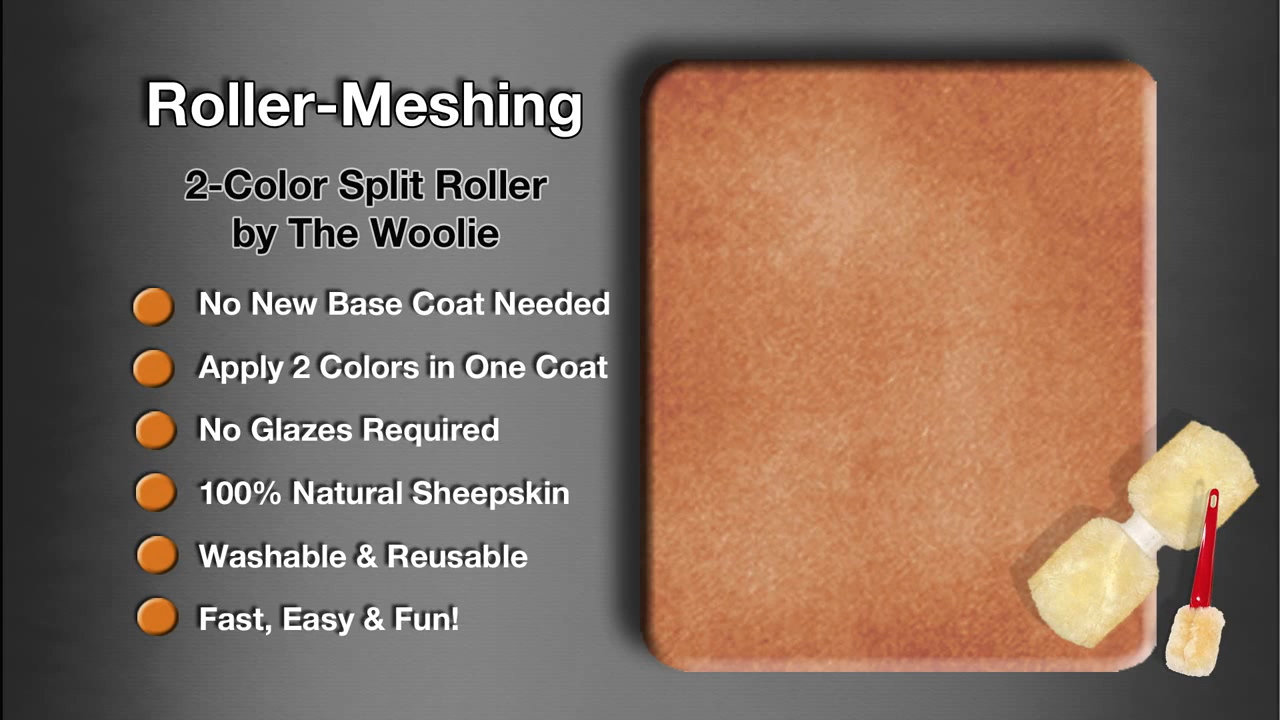 Roller-Meshing
2-Color Split Roller
by The Woolie
No New Base Coat Needed
Apply 2 Colors in One Coat
No Glazes Required
100% Natural Sheepskin
Washable & Reusable
Fast, Easy & Fun!